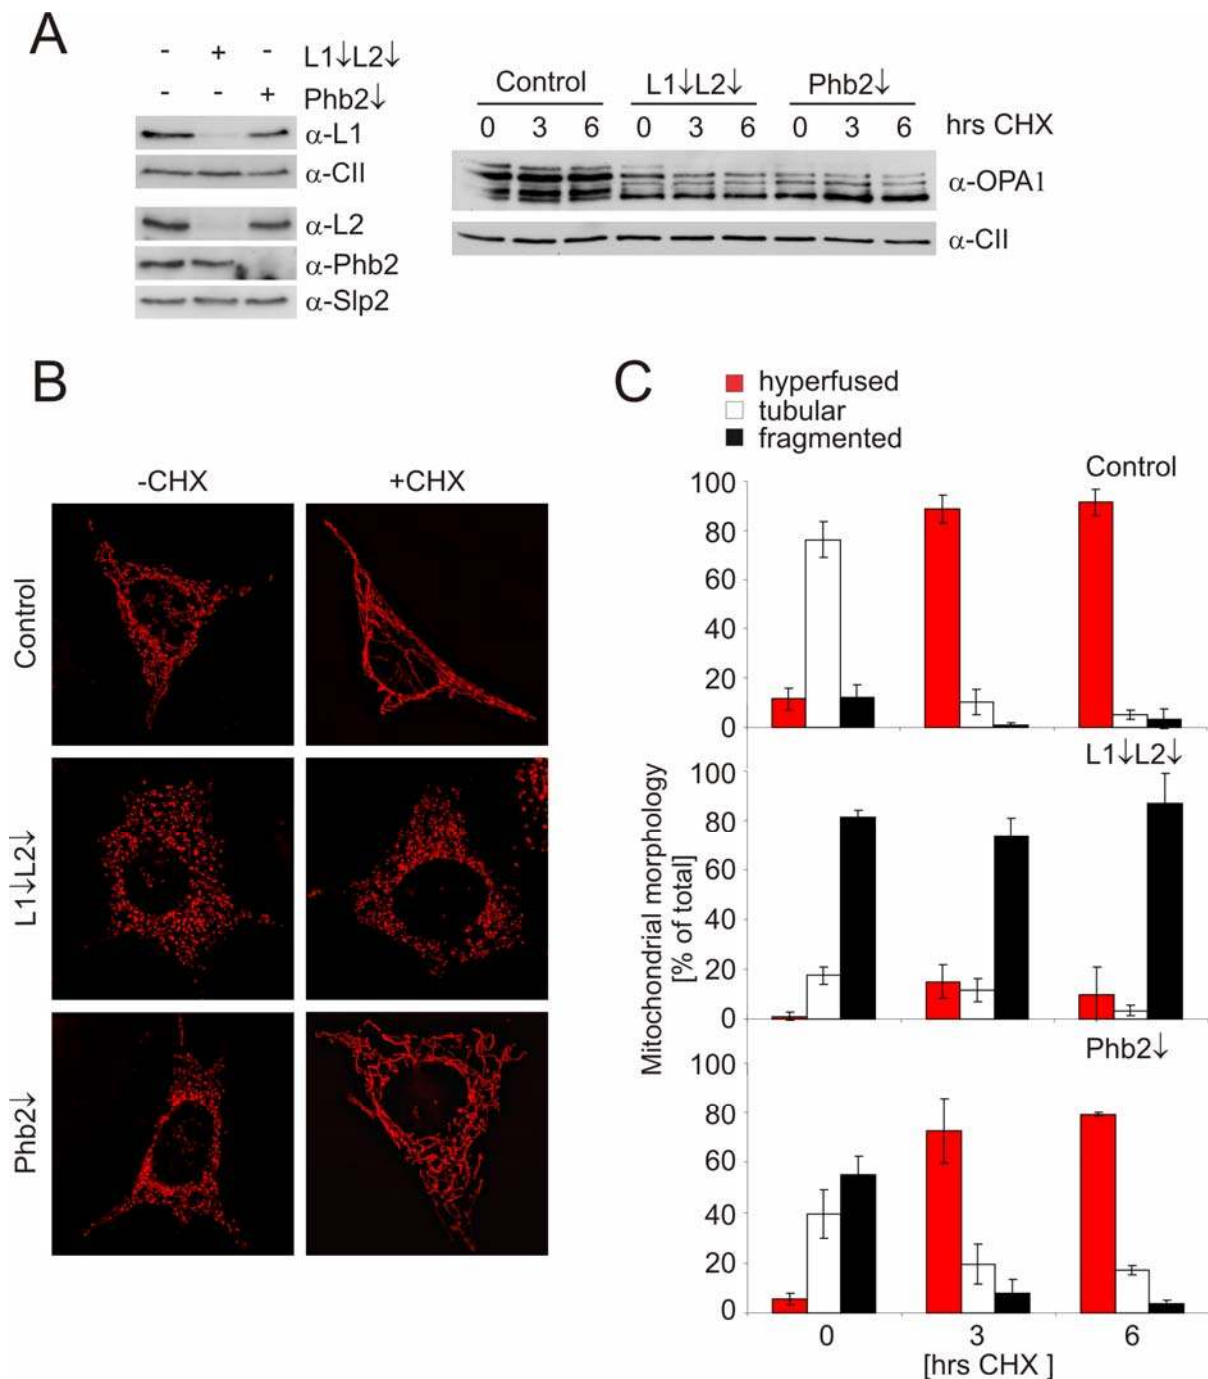 A
- + - L1↓L2↓
- - + Phb2↓
α-L1
α-CII
α-L2
α-Phb2
α-Slp2
Control L1↓L2↓ Phb2↓
0 3 6 0 3 6 0 3 6 hrs CHX
α-OPA1
α-CII
B
-CHX +CHX
Control
L1↓L2↓
Phb2↓
C
hyperfused
tubular
fragmented
Mitochondrial morphology
[% of total]
Control
100
80
60
40
20
0
L1↓L2↓
100
80
60
40
20
0
Phb2↓
100
80
60
40
20
0
0 3 6
[hrs CHX ]